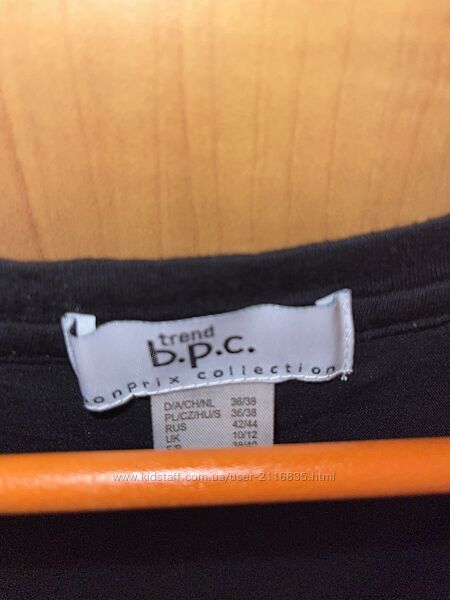 trend
b.p.c.
onprix collection
D/A/CH/NL 36/38
PL/CZ/HU/S 36/38
RUS 42/44
UK 10/12
www.kidstaff.com.ua/user-2116835.html